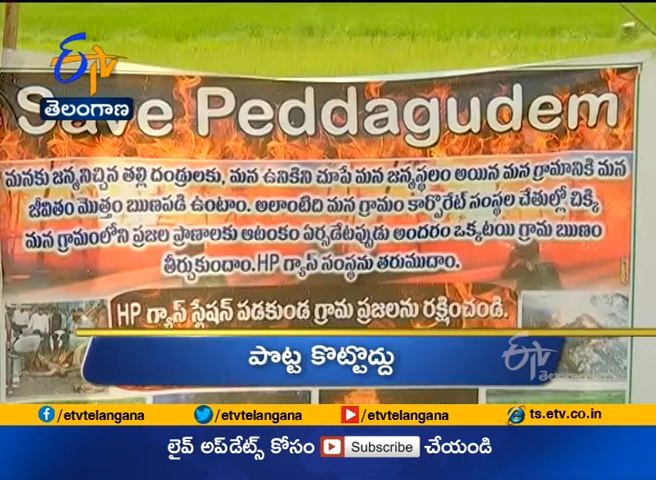 ETV
తెలంగాణ
Save Peddagudem
మనకు జన్మనిచ్చిన తల్లి దండ్రులకు, మన ఉనికిని చూపే మన జన్మస్థలం అయిన మన గ్రామానికి మన
జీవితం మొత్తం ఋణపడి ఉంటాం. అలాంటిది మన గ్రామం కార్పొరేట్ సంస్థల చేతుల్లో చిక్కి
మన గ్రామంలోని ప్రజల ప్రాణాలకు ఆటంకం ఏర్పడేటప్పుడు అందరం ఒక్కటయి గ్రామ ఋణం
తీర్చుకుందాం. HP గ్యాస్ సంస్థను తరుముదాం.
HP గ్యాస్ స్టేషన్ పడకుండ గ్రామ ప్రజలను రక్షించండి.
పొట్ట కొట్టొద్దు
ETV
/etvtelangana /etvtelangana /etvtelangana ts.etv.co.in
లైవ్ అప్‌డేట్స్ కోసం Subscribe చేయండి